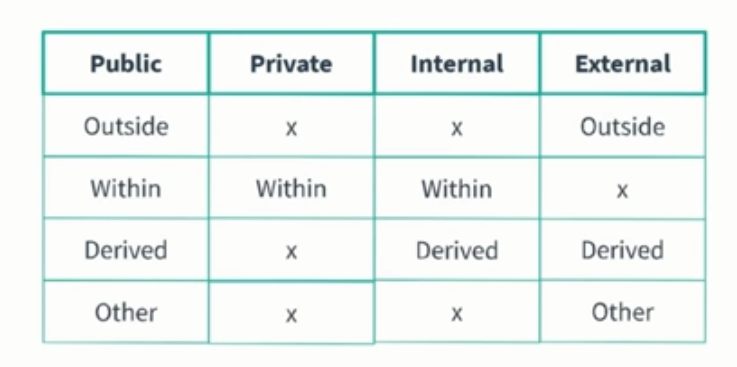 Public Private Internal External
Outside x x Outside
Within Within Within x
Derived x Derived Derived
Other x x Other